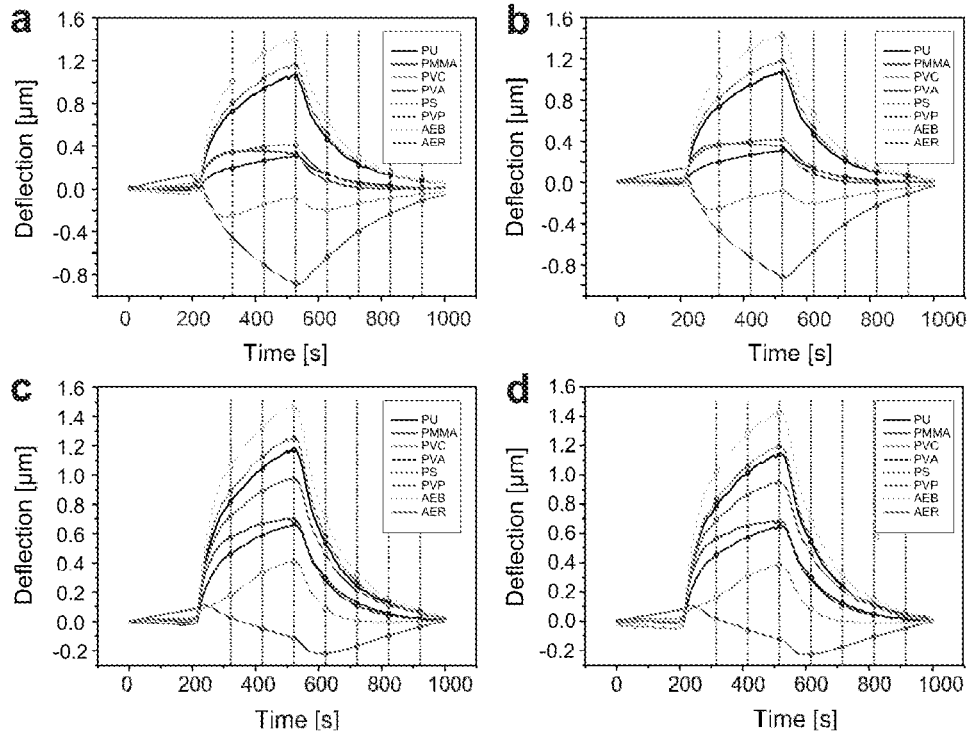 a
Deflection [µm]
1.6
1.2
0.8
0.4
0.0
-0.4
-0.8
PU
PMMA
PVC
PVA
PS
PVP
AEB
AER
0 200 400 600 800 1000
Time [s]
b
Deflection [µm]
1.6
1.2
0.8
0.4
0.0
-0.4
-0.8
PU
PMMA
PVC
PVA
PS
PVP
AEB
AER
0 200 400 600 800 1000
Time [s]
c
Deflection [µm]
1.6
1.4
1.2
1.0
0.8
0.6
0.4
0.2
0.0
-0.2
PU
PMMA
PVC
PVA
PS
PVP
AEB
AER
0 200 400 600 800 1000
Time [s]
d
Deflection [µm]
1.6
1.4
1.2
1.0
0.8
0.6
0.4
0.2
0.0
-0.2
PU
PMMA
PVC
PVA
PS
PVP
AEB
AER
0 200 400 600 800 1000
Time [s]